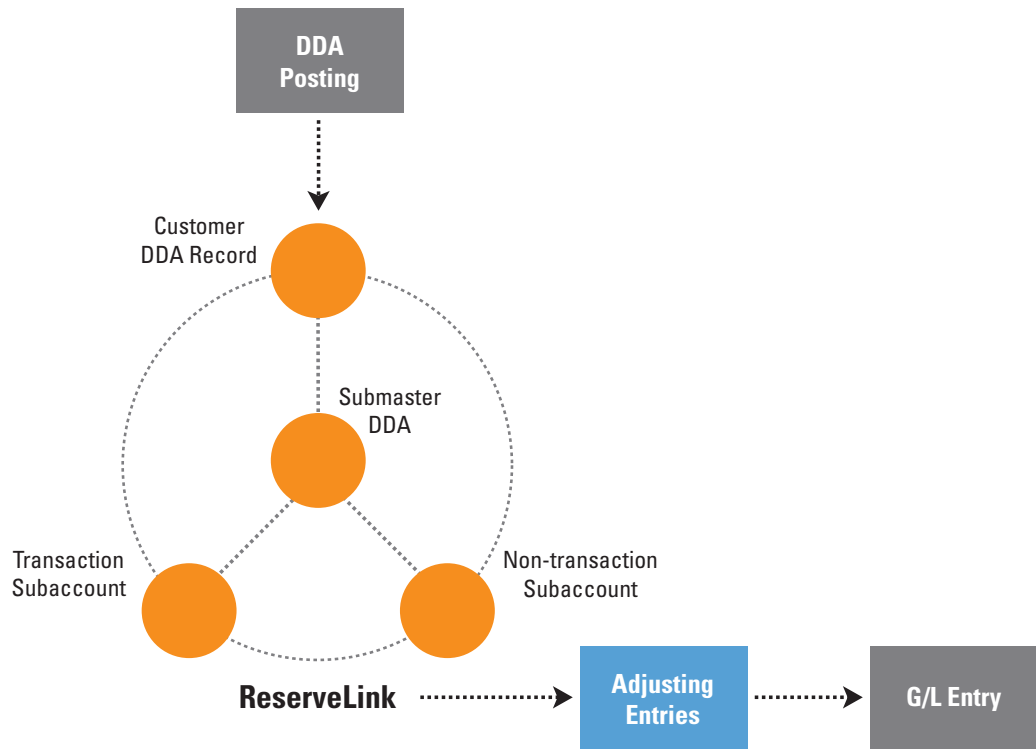 DDA
Posting
Customer
DDA Record
Submaster
DDA
Transaction
Subaccount
Non-transaction
Subaccount
ReserveLink
Adjusting
Entries
G/L Entry